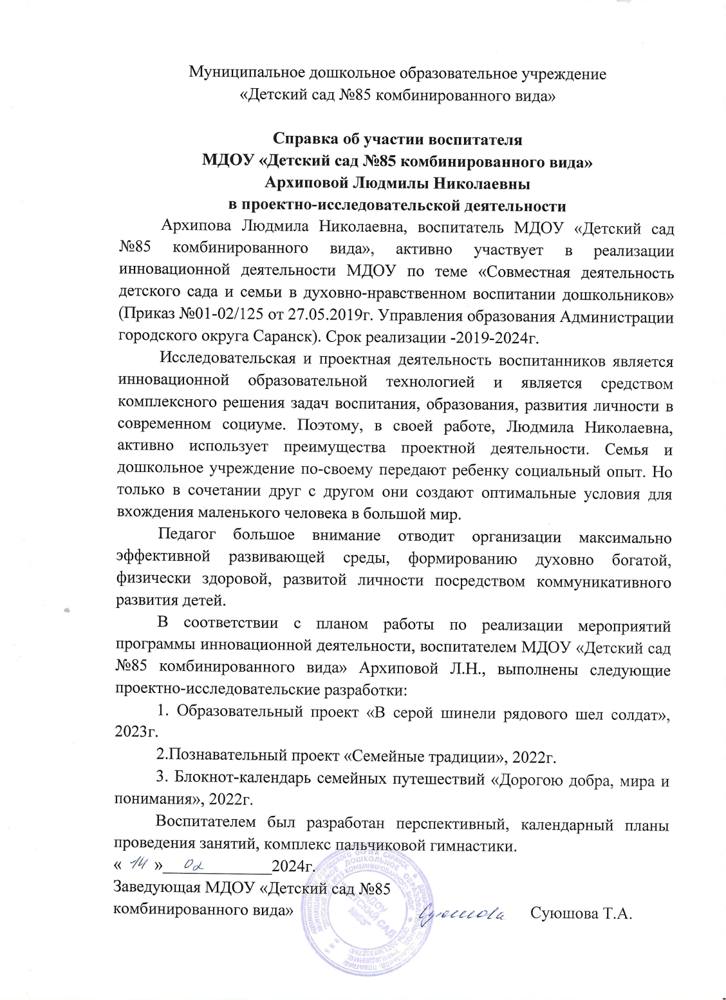 Муниципальное дошкольное образовательное учреждение
«Детский сад №85 комбинированного вида»
Справка об участии воспитателя
МДОУ «Детский сад №85 комбинированного вида»
Архиповой Людмилы Николаевны
в проектно-исследовательской деятельности
Архипова Людмила Николаевна, воспитатель МДОУ «Детский сад
№85 комбинированного вида», активно участвует в реализации
инновационной деятельности МДОУ по теме «Совместная деятельность
детского сада и семьи в духовно-нравственном воспитании дошкольников»
(Приказ №01-02/125 от 27.05.2019г. Управления образования Администрации
городского округа Саранск). Срок реализации -2019-2024г.
Исследовательская и проектная деятельность воспитанников является
инновационной образовательной технологией и является средством
комплексного решения задач воспитания, образования, развития личности в
современном социуме. Поэтому, в своей работе, Людмила Николаевна,
активно использует преимущества проектной деятельности. Семья и
дошкольное учреждение по-своему передают ребенку социальный опыт. Но
только в сочетании друг с другом они создают оптимальные условия для
вхождения маленького человека в большой мир.
Педагог большое внимание отводит организации максимально
эффективной развивающей среды, формированию духовно богатой,
физически здоровой, развитой личности посредством коммуникативного
развития детей.
В соответствии с планом работы по реализации мероприятий
программы инновационной деятельности, воспитателем МДОУ «Детский сад
№85 комбинированного вида» Архиповой Л.Н., выполнены следующие
проектно-исследовательские разработки:
1. Образовательный проект «В серой шинели рядового шел солдат»,
2023г.
2.Познавательный проект «Семейные традиции», 2022г.
3. Блокнот-календарь семейных путешествий «Дорогою добра, мира и
понимания», 2022г.
Воспитателем был разработан перспективный, календарный планы
проведения занятий, комплекс пальчиковой гимнастики.
« 14 »____02_______2024г.
Заведующая МДОУ «Детский сад №85
комбинированного вида» Суюшова Суюшова Т.А.
МДОУ
ДЕТСКИЙ САД